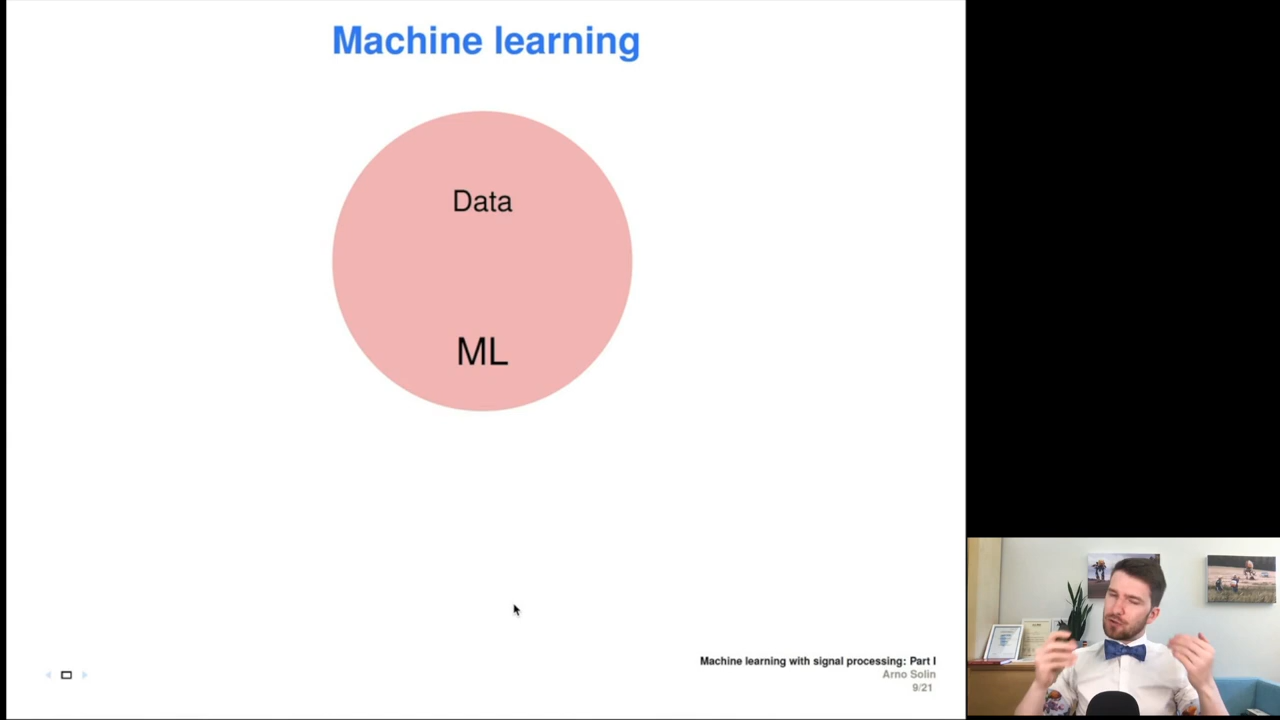 Machine learning
Data
ML
Machine learning with signal processing: Part I
Arno Solin
9/21